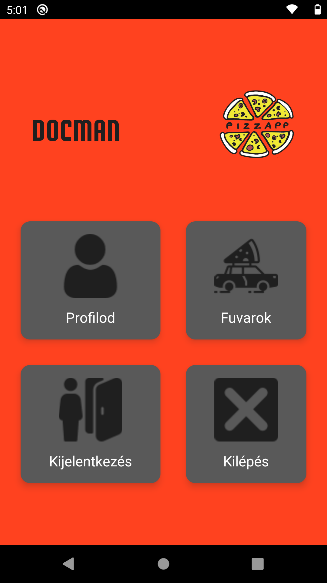 5:01
DOCMAN
PIZZAPP
Profilod
Fuvarok
Kijelentkezés
Kilépés